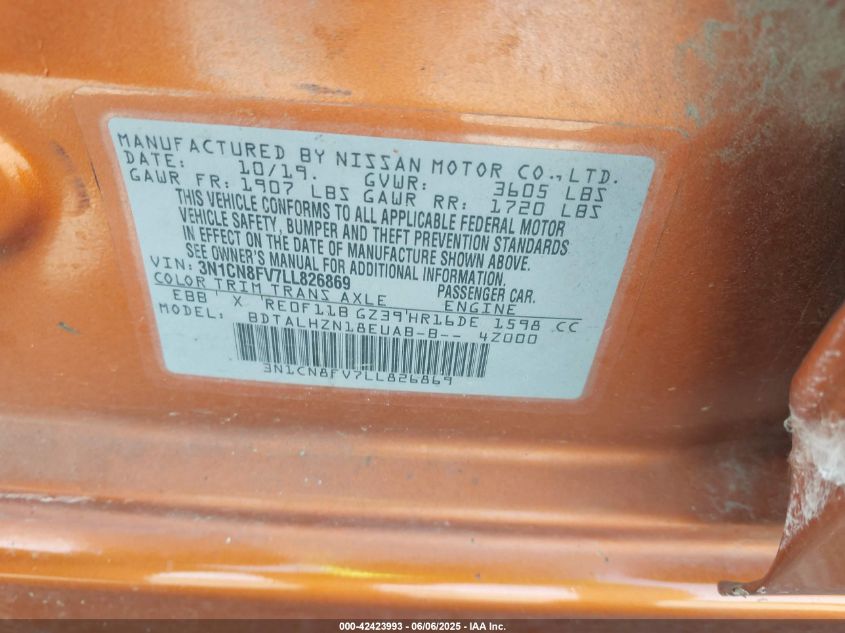 MANUFACTURED BY NISSAN MOTOR CO.,LTD.
DATE: 10/19. GVWR: 3605 LBS
GAWR FR: 1907 LBS GAWR RR: 1720 LBS
THIS VEHICLE CONFORMS TO ALL APPLICABLE FEDERAL MOTOR
VEHICLE SAFETY, BUMPER AND THEFT PREVENTION STANDARDS
IN EFFECT ON THE DATE OF MANUFACTURE SHOWN ABOVE.
SEE OWNER'S MANUAL FOR ADDITIONAL INFORMATION.
VIN: 3N1CN8FV7LL826869 PASSENGER CAR.
COLOR TRIM TRANS AXLE ENGINE
EBB X RE0F11B GZ39 HR16DE 1598 CC
MODEL: BDTALHZN18EUAB-B-- 4Z000
3N1CN8FV7LL826869
000-42423993 - 06/06/2025 - IAA Inc.